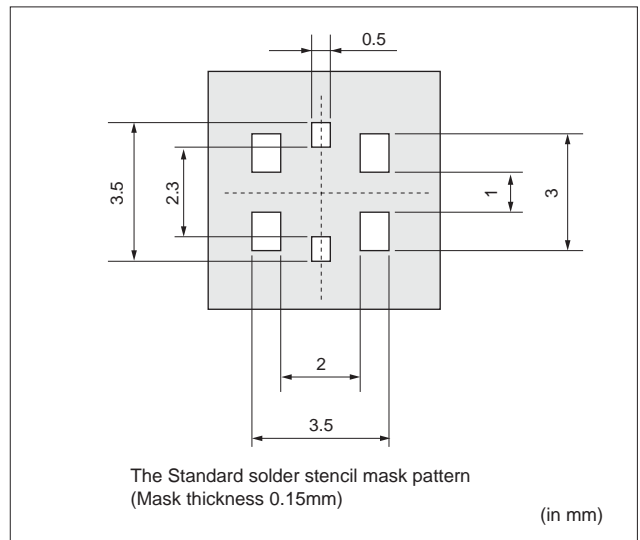 0.5
3.5
2.3
1
3
2
3.5
The Standard solder stencil mask pattern
(Mask thickness 0.15mm)
(in mm)